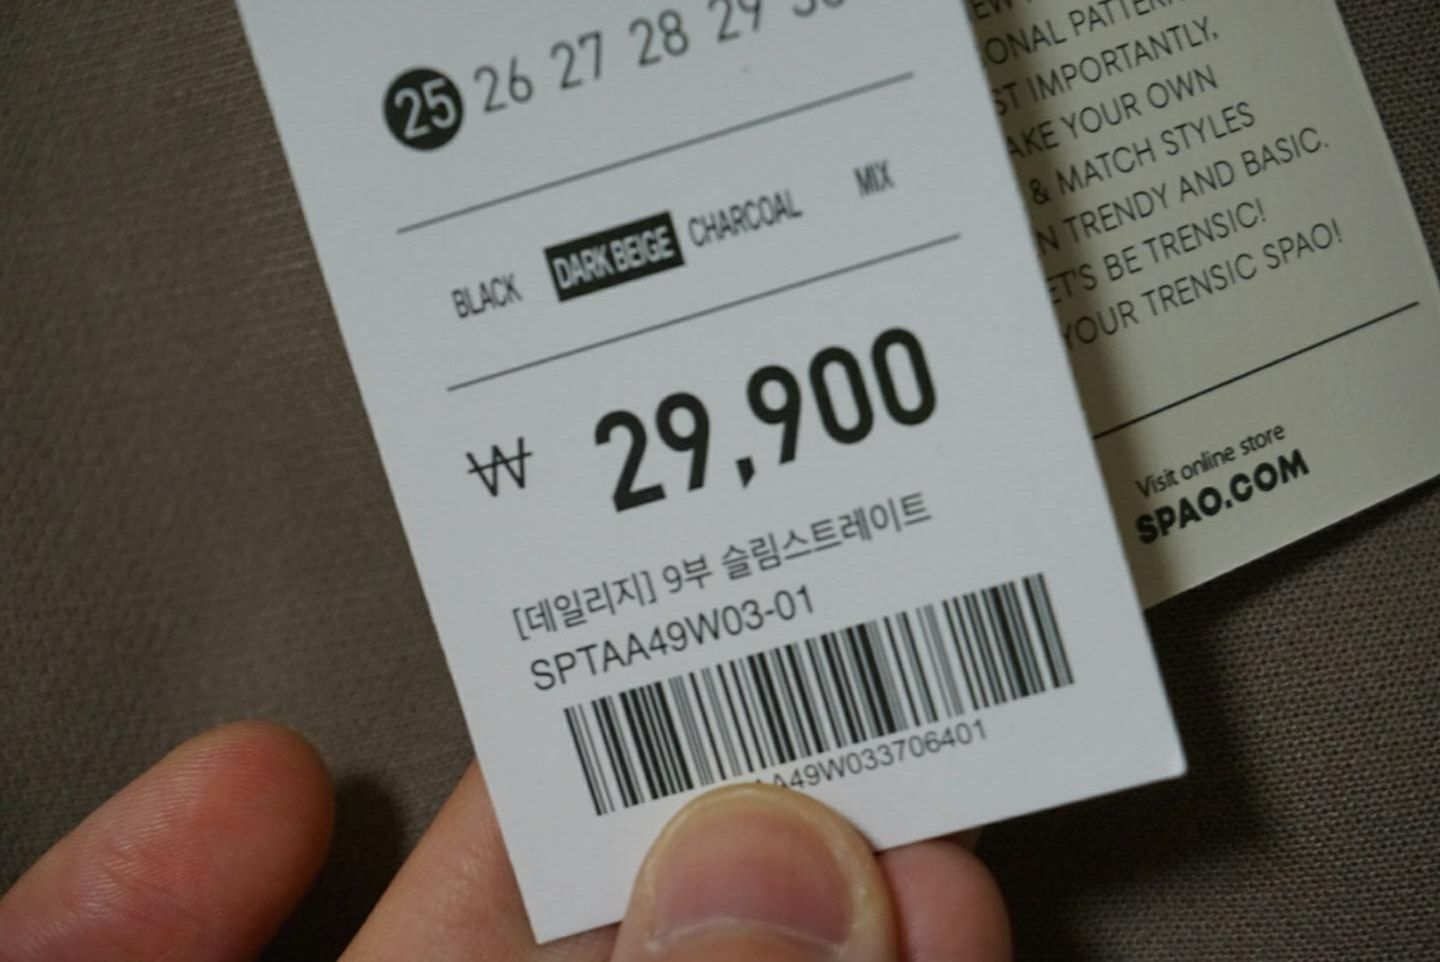 25 26 27 28 29 30
BLACK DARK BEIGE CHARCOAL MIX
₩ 29,900
[데일리지] 9부 슬림스트레이트
SPTAA49W03-01
AA49W033706401
ONAL PATTERN
ST IMPORTANTLY,
AKE YOUR OWN
& MATCH STYLES
N TRENDY AND BASIC.
ET'S BE TRENSIC!
YOUR TRENSIC SPAO!
Visit online store
SPAO.COM